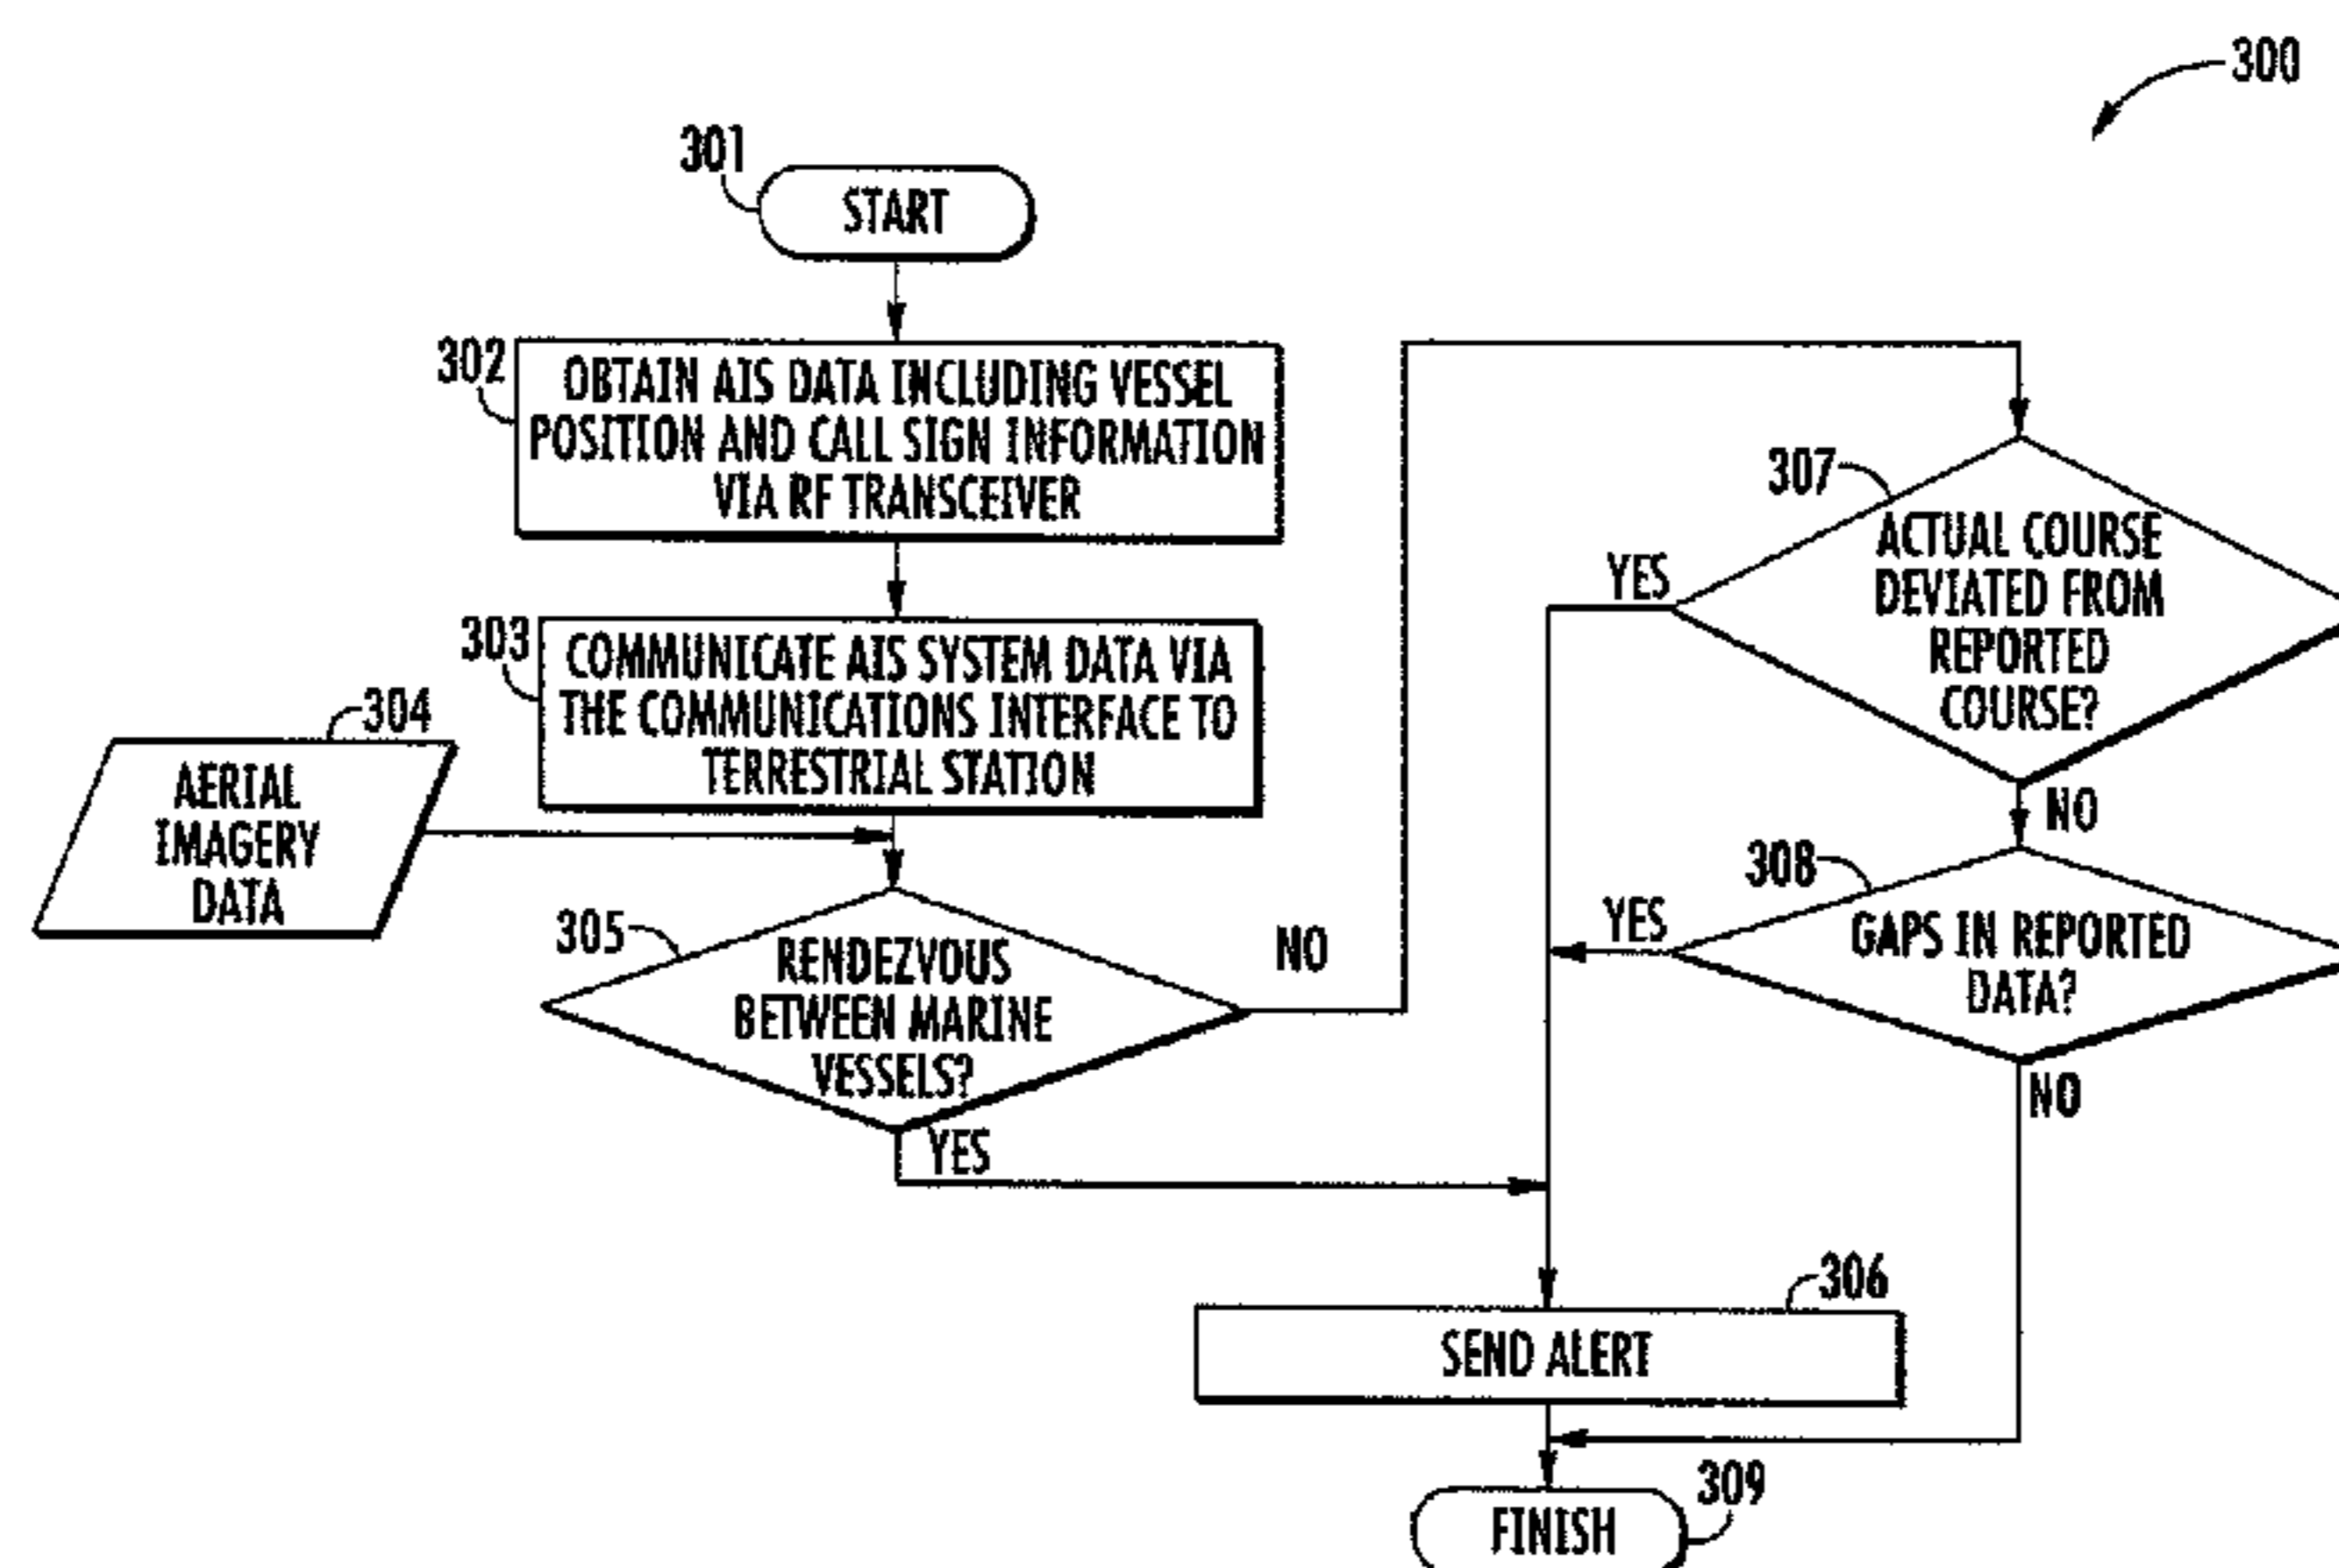 300
301
START
302
OBTAIN AIS DATA INCLUDING VESSEL
POSITION AND CALL SIGN INFORMATION
VIA RF TRANSCEIVER
303
COMMUNICATE AIS SYSTEM DATA VIA
THE COMMUNICATIONS INTERFACE TO
TERRESTRIAL STATION
304
AERIAL
IMAGERY
DATA
305
RENDEZVOUS
BETWEEN MARINE
VESSELS?
NO
YES
307
ACTUAL COURSE
DEVIATED FROM
REPORTED
COURSE?
YES
NO
308
GAPS IN REPORTED
DATA?
YES
NO
306
SEND ALERT
309
FINISH